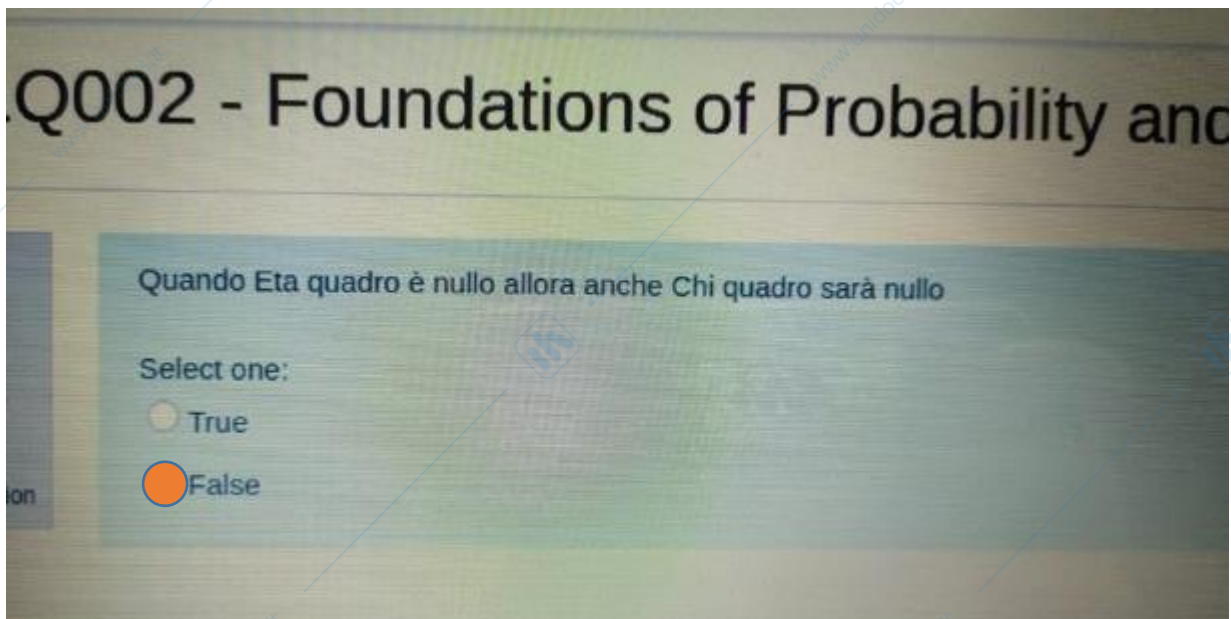 .Q002 - Foundations of Probability and
Quando Eta quadro è nullo allora anche Chi quadro sarà nullo
Select one:
True
False
ion